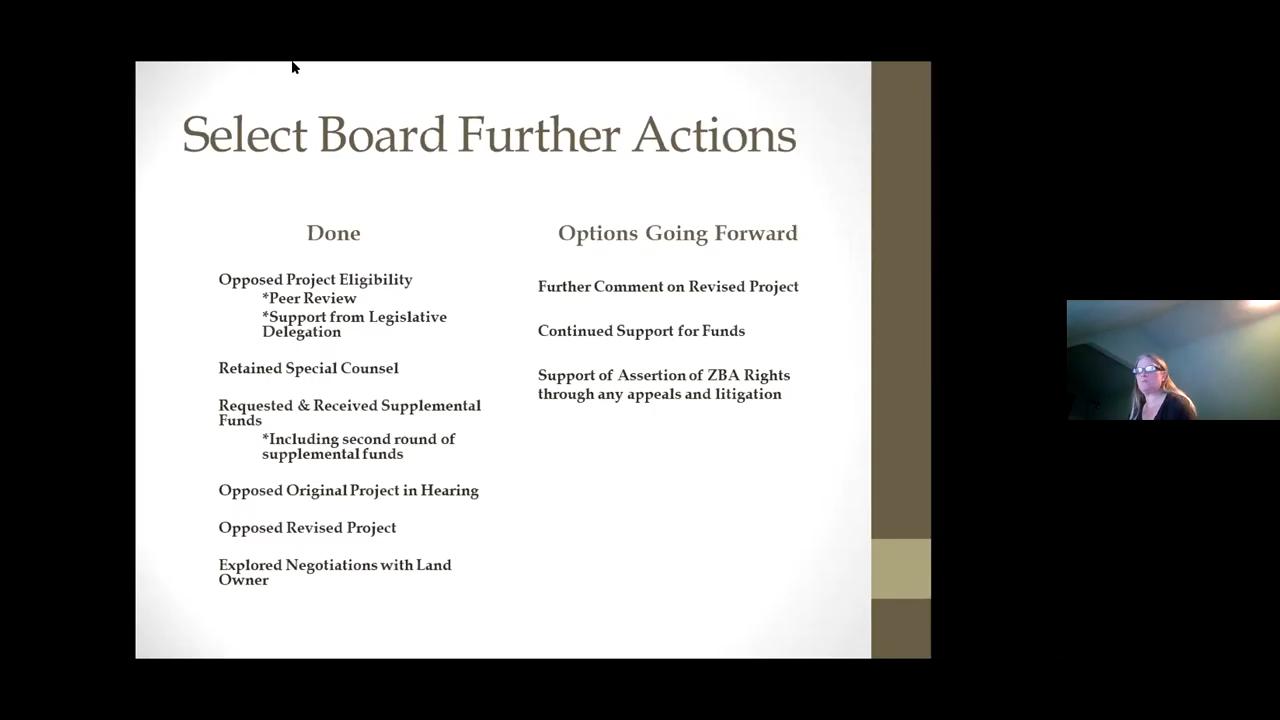 Select Board Further Actions
Done
Opposed Project Eligibility
*Peer Review
*Support from Legislative
Delegation
Retained Special Counsel
Requested & Received Supplemental
Funds
*Including second round of
supplemental funds
Opposed Original Project in Hearing
Opposed Revised Project
Explored Negotiations with Land
Owner
Options Going Forward
Further Comment on Revised Project
Continued Support for Funds
Support of Assertion of ZBA Rights
through any appeals and litigation